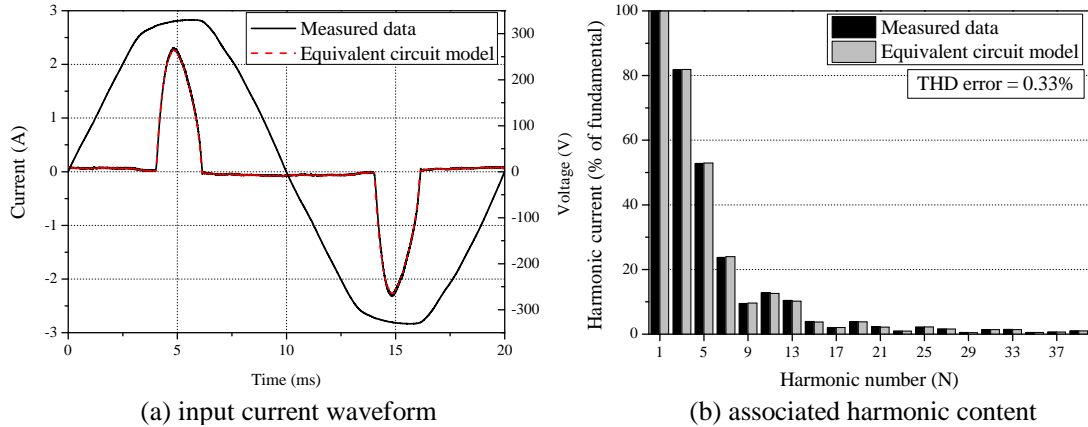 Measured data
Equivalent circuit model
3
2
1
0
-1
-2
-3
Current (A)
300
200
100
0
-100
-200
-300
Voltage (V)
0 5 10 15 20
Time (ms)
(a) input current waveform
Measured data
Equivalent circuit model
THD error = 0.33%
100
80
60
40
20
0
Harmonic current (% of fundamental)
1 5 9 13 17 21 25 29 33 37
Harmonic number (N)
(b) associated harmonic content